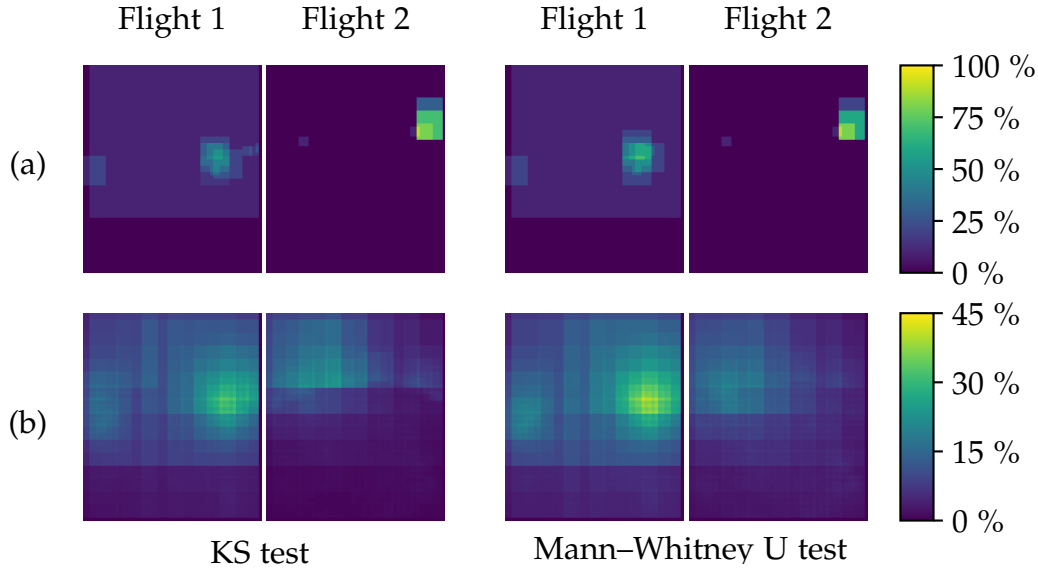 Flight 1 Flight 2 Flight 1 Flight 2
(a)
100 %
75 %
50 %
25 %
0 %
(b)
45 %
30 %
15 %
0 %
KS test Mann–Whitney U test